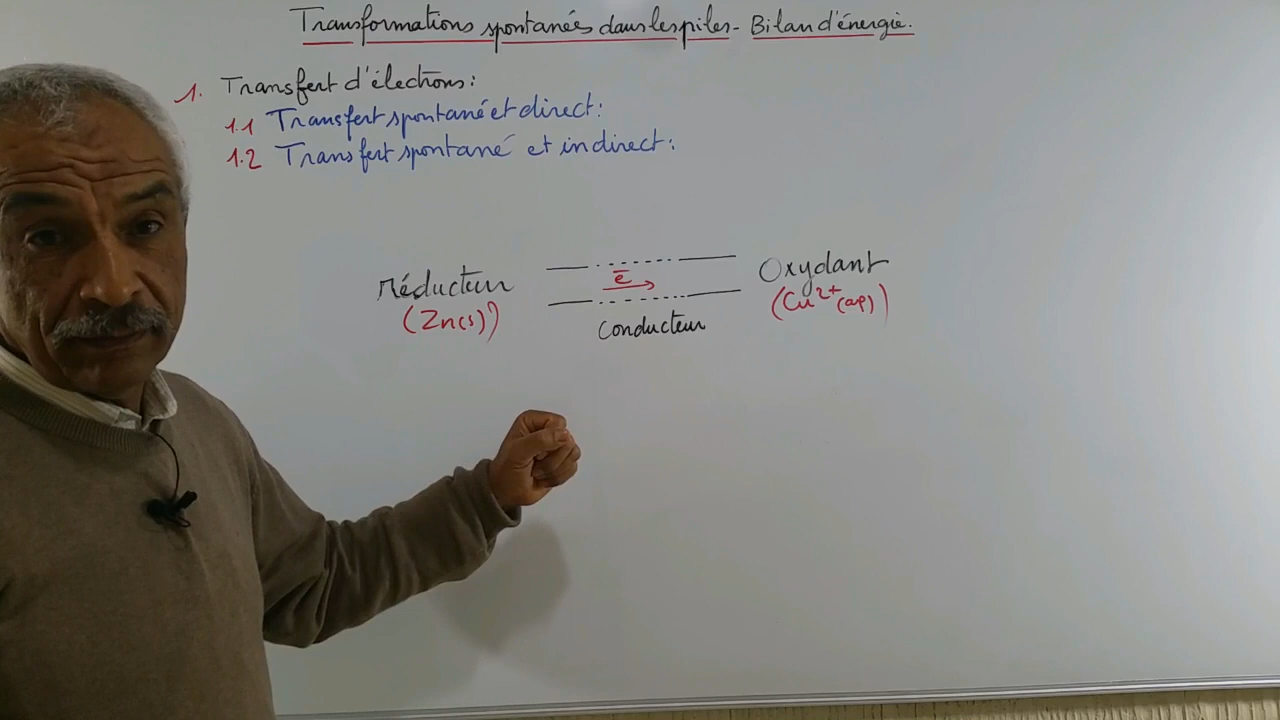 Transformations spontanées dans les piles - Bilan d'énergie.
1. Transfert d'électrons:
1.1 Transfert spontané et direct:
1.2 Transfert spontané et indirect:
réducteur
(Zn(s))
e̅
conducteur
Oxydant
(Cu²⁺(aq))